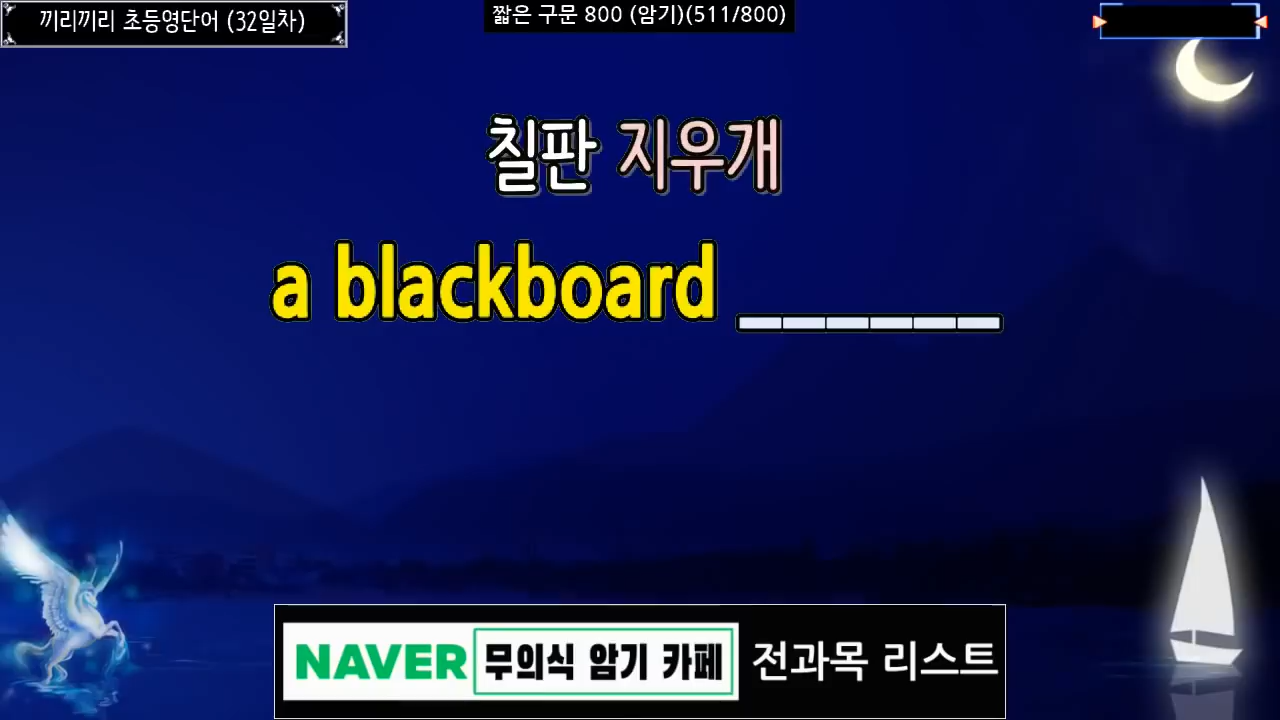 끼리끼리 초등영단어 (32일차)
짧은 구문 800 (암기)(511/800)
칠판 지우개
a blackboard ______
NAVER 무의식 암기 카페 전과목 리스트